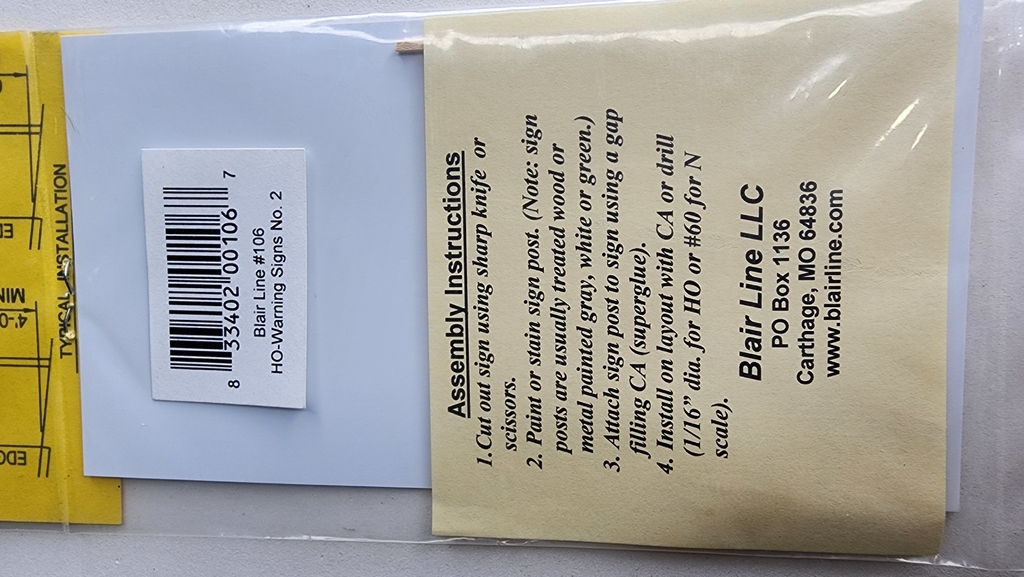 TYPICAL INSTALLATION
8 33402 00106 7
Blair Line #106
HO-Warning Signs No. 2
Assembly Instructions
1. Cut out sign using sharp knife or
scissors.
2. Paint or stain sign post. (Note: sign
posts are usually treated wood or
metal painted gray, white or green.)
3. Attach sign post to sign using a gap
filling CA (superglue).
4. Install on layout with CA or drill
(1/16” dia. for HO or #60 for N
scale).
Blair Line LLC
PO Box 1136
Carthage, MO 64836
www.blairline.com